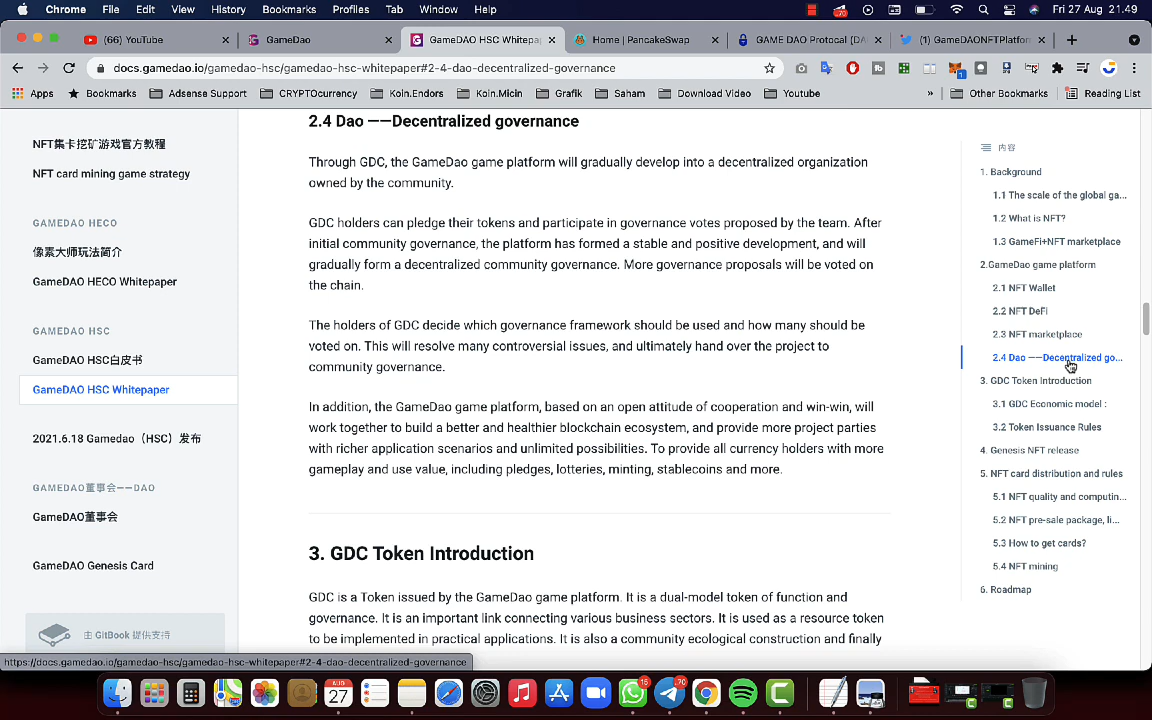 Chrome File Edit View History Bookmarks Profiles Tab Window Help 70 Fri 27 Aug 21.49
(66) YouTube GameDao GameDAO HSC Whitepap Home | PancakeSwap GAME DAO Protocal (DA (1) GameDAONFTPlatfor
docs.gamedao.io/gamedao-hsc/gamedao-hsc-whitepaper#2-4-dao-decentralized-governance
Apps Bookmarks Adsense Support CRYPTOcurrency Koin.Endors Koin.Micin Grafik Saham Download Video Youtube » Other Bookmarks Reading List
NFT集卡挖矿游戏官方教程
NFT card mining game strategy
GAMEDAO HECO
像素大师玩法简介
GameDAO HECO Whitepaper
GAMEDAO HSC
GameDAO HSC白皮书
GameDAO HSC Whitepaper
2021.6.18 Gamedao（HSC）发布
GAMEDAO董事会——DAO
GameDAO董事会
GameDAO Genesis Card
由 GitBook 提供支持
2.4 Dao ——Decentralized governance
Through GDC, the GameDao game platform will gradually develop into a decentralized organization
owned by the community.
GDC holders can pledge their tokens and participate in governance votes proposed by the team. After
initial community governance, the platform has formed a stable and positive development, and will
gradually form a decentralized community governance. More governance proposals will be voted on
the chain.
The holders of GDC decide which governance framework should be used and how many should be
voted on. This will resolve many controversial issues, and ultimately hand over the project to
community governance.
In addition, the GameDao game platform, based on an open attitude of cooperation and win-win, will
work together to build a better and healthier blockchain ecosystem, and provide more project parties
with richer application scenarios and unlimited possibilities. To provide all currency holders with more
gameplay and use value, including pledges, lotteries, minting, stablecoins and more.
3. GDC Token Introduction
GDC is a Token issued by the GameDao game platform. It is a dual-model token of function and
governance. It is an important link connecting various business sectors. It is used as a resource token
to be implemented in practical applications. It is also a community ecological construction and finally
内容
1. Background
1.1 The scale of the global ga...
1.2 What is NFT?
1.3 GameFi+NFT marketplace
2.GameDao game platform
2.1 NFT Wallet
2.2 NFT DeFi
2.3 NFT marketplace
2.4 Dao ——Decentralized go...
3. GDC Token Introduction
3.1 GDC Economic model :
3.2 Token Issuance Rules
4. Genesis NFT release
5. NFT card distribution and rules
5.1 NFT quality and computin...
5.2 NFT pre-sale package, li...
5.3 How to get cards?
5.4 NFT mining
6. Roadmap
https://docs.gamedao.io/gamedao-hsc/gamedao-hsc-whitepaper#2-4-dao-decentralized-governance
AUG
27 15 70